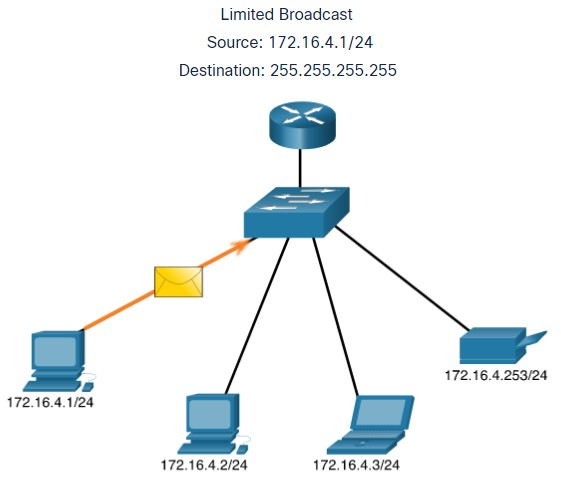 Limited Broadcast
Source: 172.16.4.1/24
Destination: 255.255.255.255
172.16.4.1/24
172.16.4.253/24
172.16.4.2/24
172.16.4.3/24